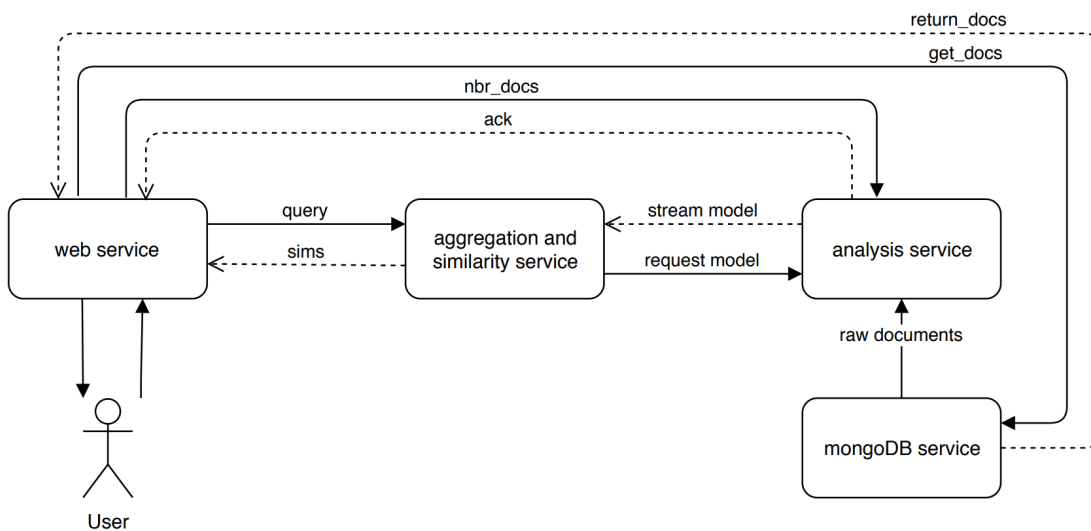 return_docs
get_docs
nbr_docs
ack
web service
query
sims
aggregation and
similarity service
stream model
request model
analysis service
raw documents
mongoDB service
User